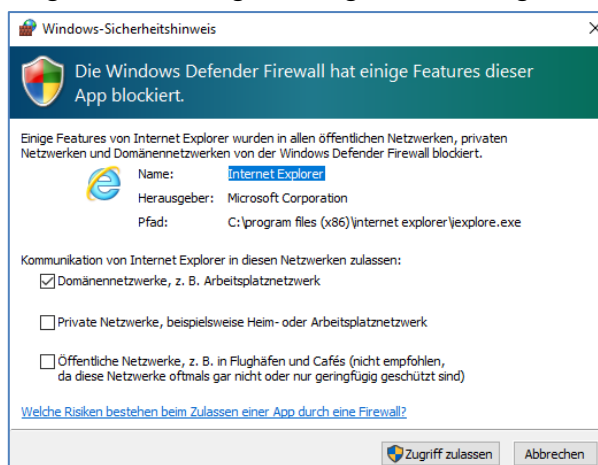 Windows-Sicherheitshinweis
Die Windows Defender Firewall hat einige Features dieser
App blockiert.
Einige Features von Internet Explorer wurden in allen öffentlichen Netzwerken, privaten
Netzwerken und Domänennetzwerken von der Windows Defender Firewall blockiert.
Name: Internet Explorer
Herausgeber: Microsoft Corporation
Pfad: C:\program files (x86)\internet explorer\iexplore.exe
Kommunikation von Internet Explorer in diesen Netzwerken zulassen:
Domänennetzwerke, z. B. Arbeitsplatznetzwerk
Private Netzwerke, beispielsweise Heim- oder Arbeitsplatznetzwerk
Öffentliche Netzwerke, z. B. in Flughäfen und Cafés (nicht empfohlen,
da diese Netzwerke oftmals gar nicht oder nur geringfügig geschützt sind)
Welche Risiken bestehen beim Zulassen einer App durch eine Firewall?
Zugriff zulassen Abbrechen